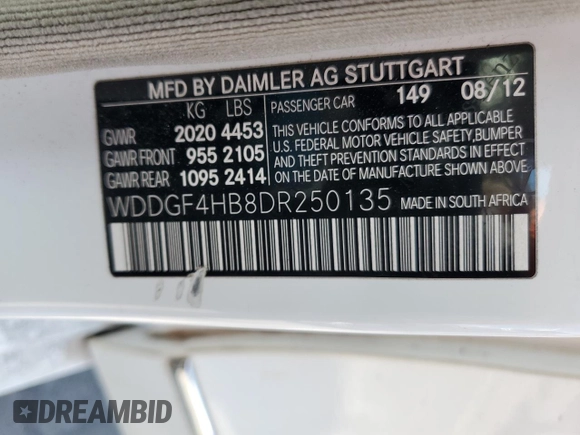 MFD BY DAIMLER AG STUTTGART
KG LBS
GVWR 2020 4453
GAWR FRONT 955 2105
GAWR REAR 1095 2414
PASSENGER CAR 149 08/12
THIS VEHICLE CONFORMS TO ALL APPLICABLE
U.S. FEDERAL MOTOR VEHICLE SAFETY, BUMPER
AND THEFT PREVENTION STANDARDS IN EFFECT
ON THE DATE OF MANUFACTURE SHOWN ABOVE.
WDDGF4HB8DR250135 MADE IN SOUTH AFRICA
DREAMBID